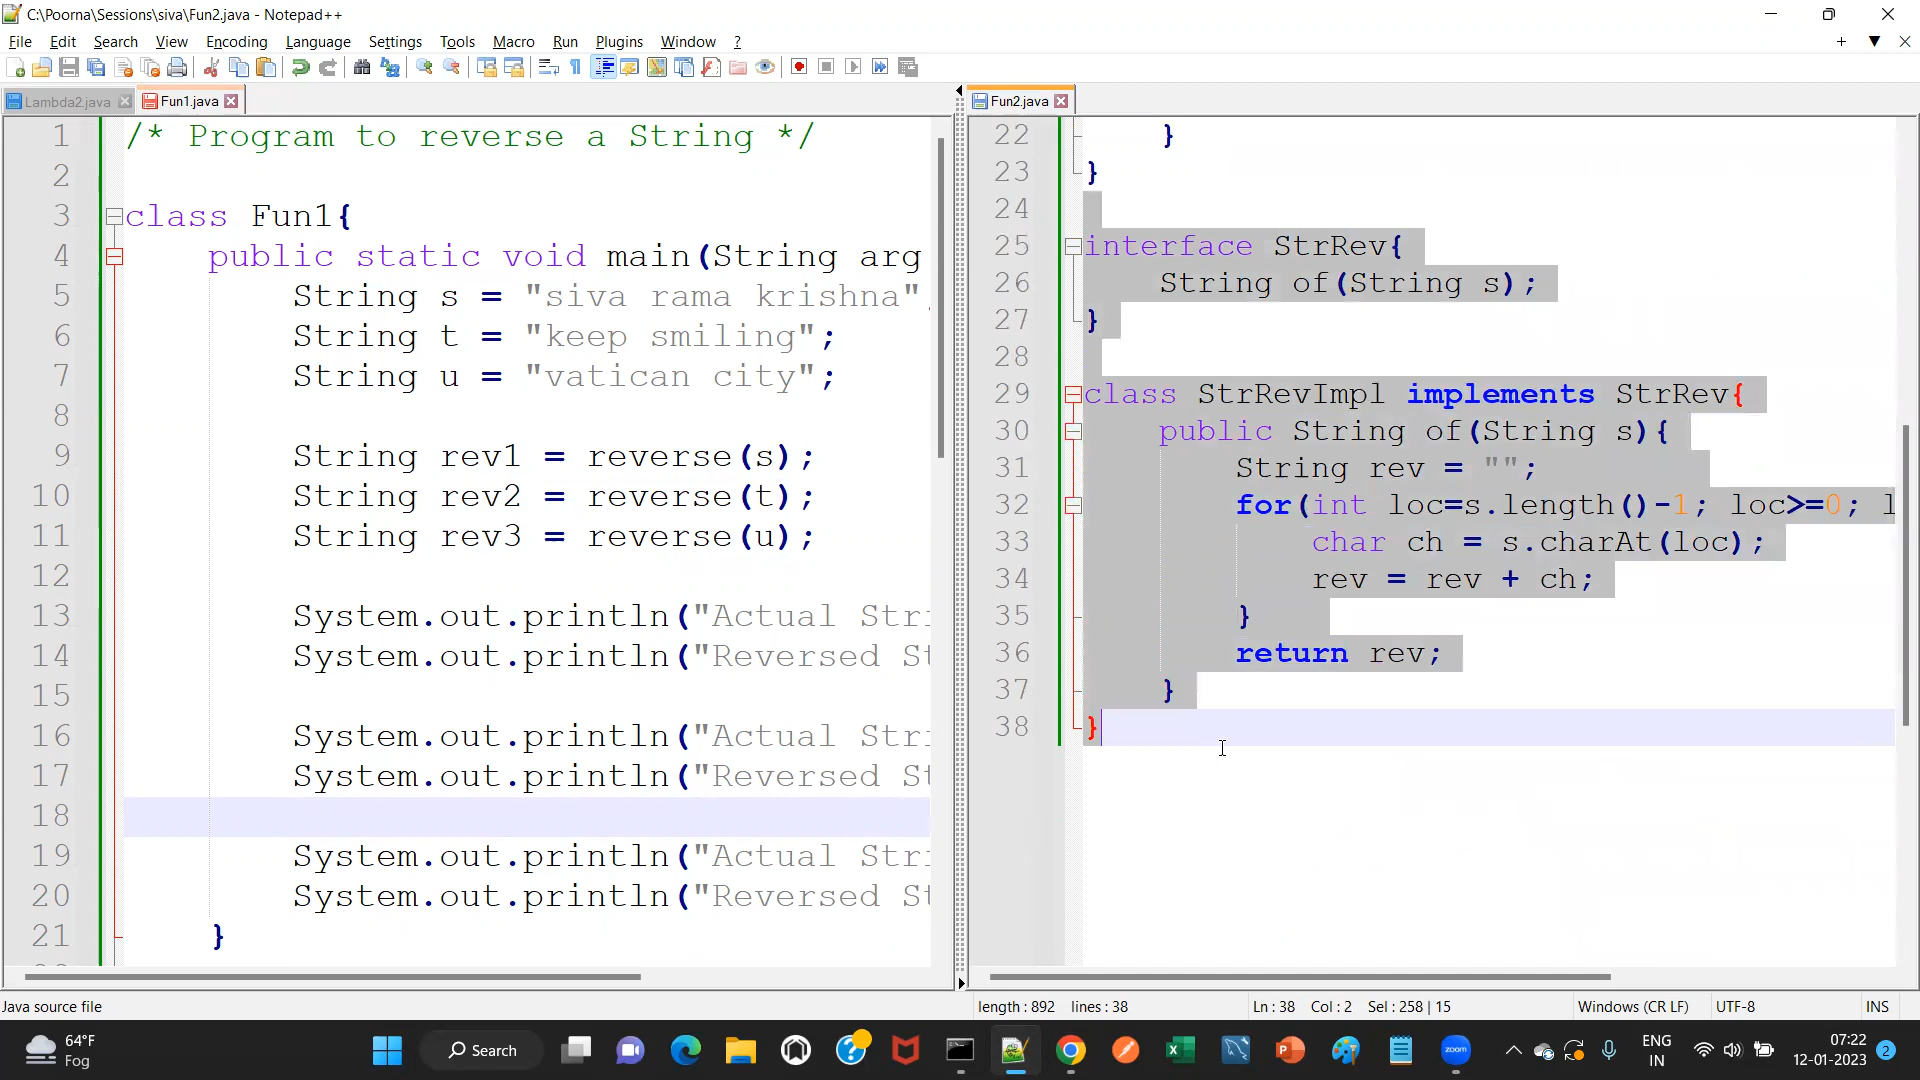 C:\Poorna\Sessions\siva\Fun2.java - Notepad++
File Edit Search View Encoding Language Settings Tools Macro Run Plugins Window ?
Lambda2.java Fun1.java
1 /* Program to reverse a String */
2
3 class Fun1{
4 public static void main(String arg
5 String s = "siva rama krishna"
6 String t = "keep smiling";
7 String u = "vatican city";
8
9 String rev1 = reverse(s);
10 String rev2 = reverse(t);
11 String rev3 = reverse(u);
12
13 System.out.println("Actual Str
14 System.out.println("Reversed S
15
16 System.out.println("Actual Str
17 System.out.println("Reversed S
18
19 System.out.println("Actual Str
20 System.out.println("Reversed S
21 }
Fun2.java
22 }
23 }
24
25 interface StrRev{
26 String of(String s);
27 }
28
29 class StrRevImpl implements StrRev{
30 public String of(String s){
31 String rev = "";
32 for(int loc=s.length()-1; loc>=0; l
33 char ch = s.charAt(loc);
34 rev = rev + ch;
35 }
36 return rev;
37 }
38 }
Java source file length : 892 lines : 38 Ln : 38 Col : 2 Sel : 258 | 15 Windows (CR LF) UTF-8 INS
64°F
Fog
Search
zoom
ENG
IN
07:22
12-01-2023
2